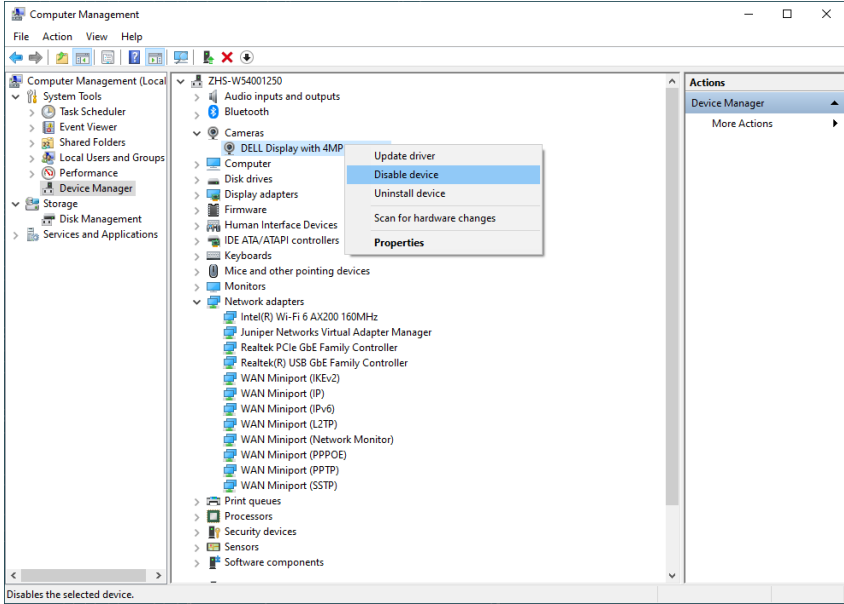 Computer Management
File Action View Help
Computer Management (Local
System Tools
Task Scheduler
Event Viewer
Shared Folders
Local Users and Groups
Performance
Device Manager
Storage
Disk Management
Services and Applications
ZHS-W54001250
Audio inputs and outputs
Bluetooth
Cameras
DELL Display with 4MP
Computer
Disk drives
Display adapters
Firmware
Human Interface Devices
IDE ATA/ATAPI controllers
Keyboards
Mice and other pointing devices
Monitors
Network adapters
Intel(R) Wi-Fi 6 AX200 160MHz
Juniper Networks Virtual Adapter Manager
Realtek PCIe GbE Family Controller
Realtek(R) USB GbE Family Controller
WAN Miniport (IKEv2)
WAN Miniport (IP)
WAN Miniport (IPv6)
WAN Miniport (L2TP)
WAN Miniport (Network Monitor)
WAN Miniport (PPPOE)
WAN Miniport (PPTP)
WAN Miniport (SSTP)
Print queues
Processors
Security devices
Sensors
Software components
Update driver
Disable device
Uninstall device
Scan for hardware changes
Properties
Actions
Device Manager
More Actions
Disables the selected device.